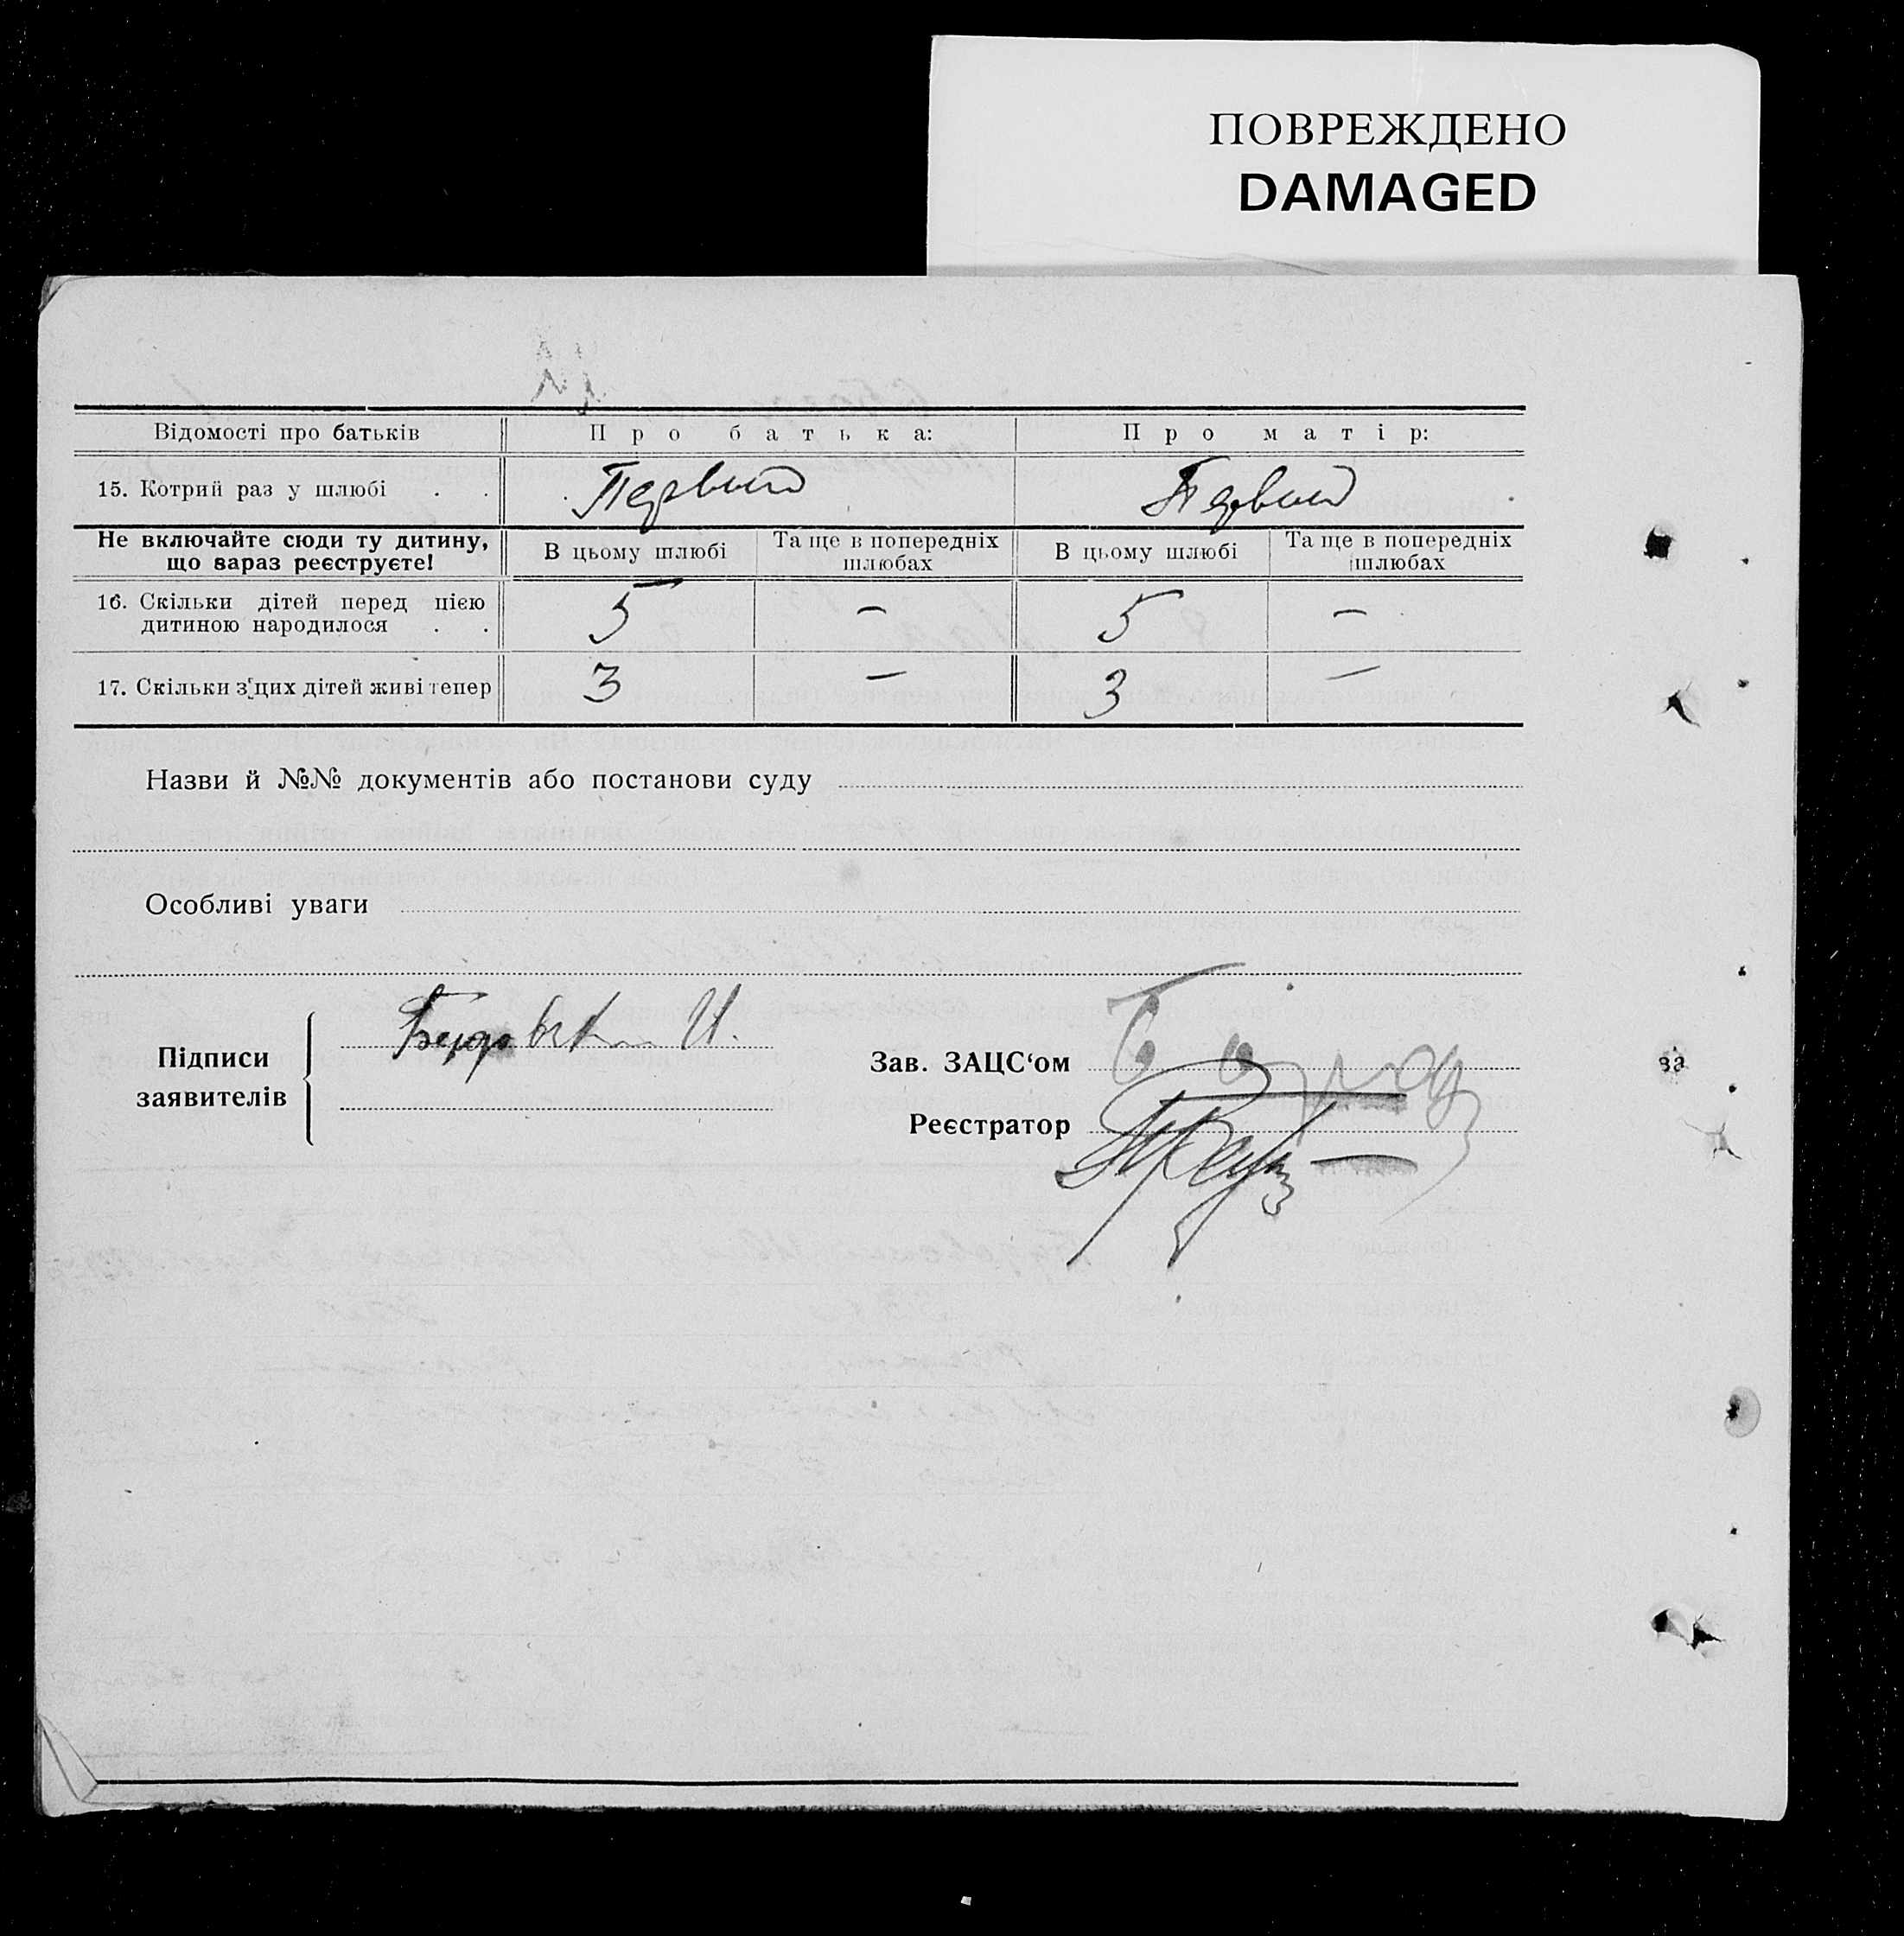 ПОВРЕЖДЕНО
DAMAGED
Відомості про батьків Про батька: Про матір:
15. Котрий раз у шлюбі . . Первый Первый
Не включайте сюди ту дитину, що зараз реєструєте! В цьому шлюбі Та ще в попередніх шлюбах В цьому шлюбі Та ще в попередніх шлюбах
16. Скільки дітей перед цією дитиною народилося . . 5 — 5 —
17. Скільки з цих дітей живі тепер 3 — 3 —
Назви й №№ документів або постанови суду
Особливі уваги
Підписи заявителів И.
Зав. ЗАЦС‘ом
за
Реєстратор